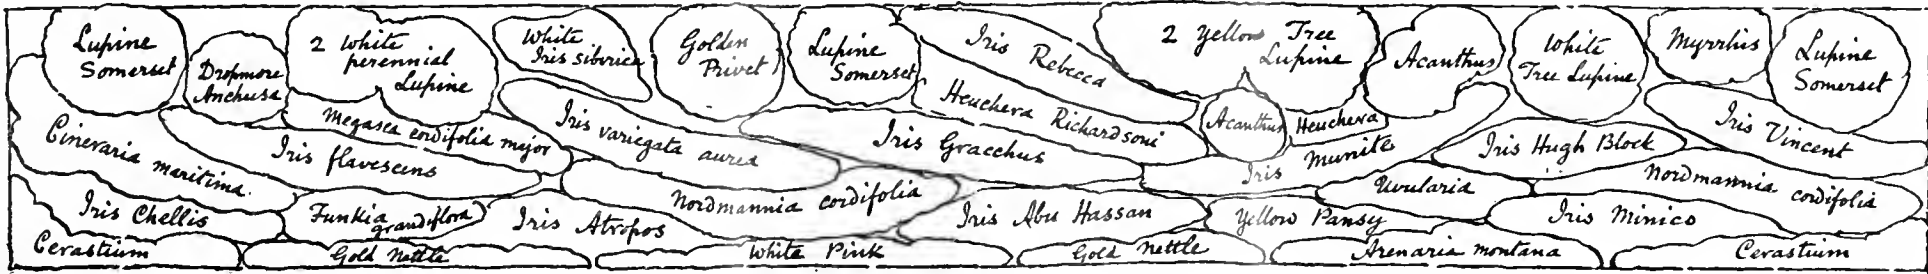 Lupine
Somerset
Dropmore
Anchusa
2 White
perennial
Lupine
White
Iris siberica
Golden
Privet
Lupine
Somerset
Iris Rebecca
2 Yellow Tree
Lupine
Acanthus
White
Tree Lupine
Myrrhis
Lupine
Somerset
Cineraria maritima.
Megasea cordifolia major
Iris flavescens
Iris variegata aurea
Iris Gracchus
Heuchera Richardsoni
Acanthus
Heuchera
Iris Munite
Iris Hugh Block
Iris Vincent
Iris Chellis
Funkia
grandiflora
Iris Atropos
Nordmannia cordifolia
Iris Abu Hassan
Yellow Pansy
Uvularia
Iris Minico
Nordmannia cordifolia
Cerastium
Gold Nettle
White Pink
Gold Nettle
Arenaria montana
Cerastium